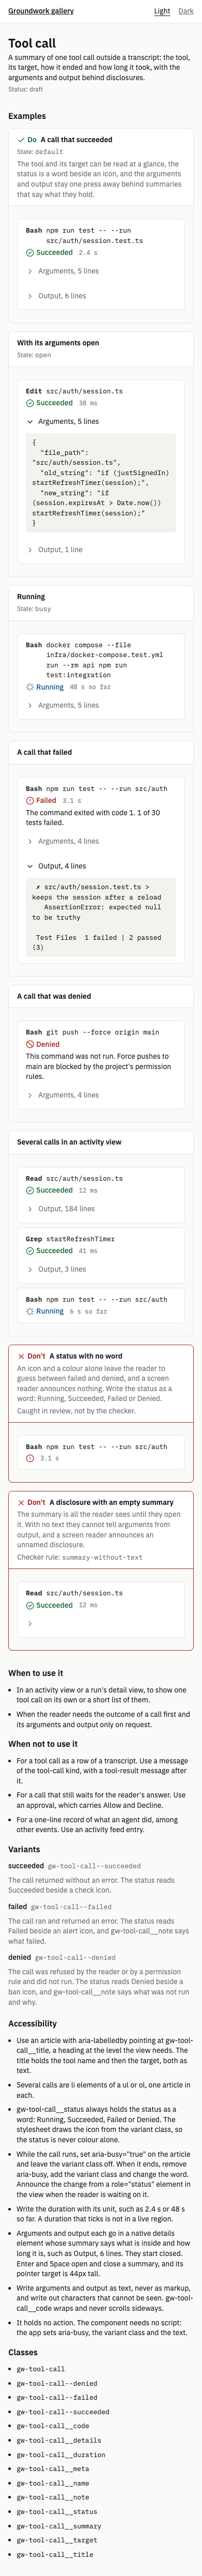 Groundwork gallery
Light
Dark
Tool call
A summary of one tool call outside a transcript: the tool,
its target, how it ended and how long it took, with the
arguments and output behind disclosures.
Status: draft
Examples
Do A call that succeeded
State: default
The tool and its target can be read at a glance, the
status is a word beside an icon, and the arguments
and output stay one press away behind summaries
that say what they hold.
Bash npm run test -- --run
src/auth/session.test.ts
Succeeded 2.4 s
Arguments, 5 lines
Output, 6 lines
With its arguments open
State: open
Edit src/auth/session.ts
Succeeded 38 ms
Arguments, 5 lines
{
"file_path":
"src/auth/session.ts",
"old_string": "if (justSignedIn)
startRefreshTimer(session);",
"new_string": "if
(session.expiresAt > Date.now())
startRefreshTimer(session);"
}
Output, 1 line
Running
State: busy
Bash docker compose --file
infra/docker-compose.test.yml
run --rm api npm run
test:integration
Running 48 s so far
Arguments, 5 lines
A call that failed
Bash npm run test -- --run src/auth
Failed 3.1 s
The command exited with code 1. 1 of 30
tests failed.
Arguments, 4 lines
Output, 4 lines
✗ src/auth/session.test.ts >
keeps the session after a reload
AssertionError: expected null
to be truthy
Test Files 1 failed | 2 passed
(3)
A call that was denied
Bash git push --force origin main
Denied
This command was not run. Force pushes to
main are blocked by the project's permission
rules.
Arguments, 4 lines
Several calls in an activity view
Read src/auth/session.ts
Succeeded 12 ms
Output, 184 lines
Grep startRefreshTimer
Succeeded 41 ms
Output, 3 lines
Bash npm run test -- --run src/auth
Running 6 s so far
Don't A status with no word
An icon and a colour alone leave the reader to
guess between failed and denied, and a screen
reader announces nothing. Write the status as a
word: Running, Succeeded, Failed or Denied.
Caught in review, not by the checker.
Bash npm run test -- --run src/auth
3.1 s
Don't A disclosure with an empty summary
The summary is all the reader sees until they open
it. With no text they cannot tell arguments from
output, and a screen reader announces an
unnamed disclosure.
Checker rule: summary-without-text
Read src/auth/session.ts
Succeeded 12 ms
When to use it
In an activity view or a run's detail view, to show one
tool call on its own or a short list of them.
When the reader needs the outcome of a call first and
its arguments and output only on request.
When not to use it
For a tool call as a row of a transcript. Use a message
of the tool-call kind, with a tool-result message after
it.
For a call that still waits for the reader's answer. Use
an approval, which carries Allow and Decline.
For a one-line record of what an agent did, among
other events. Use an activity feed entry.
Variants
succeeded gw-tool-call--succeeded
The call returned without an error. The status reads
Succeeded beside a check icon.
failed gw-tool-call--failed
The call ran and returned an error. The status reads
Failed beside an alert icon, and gw-tool-call__note says
what failed.
denied gw-tool-call--denied
The call was refused by the reader or by a permission
rule and did not run. The status reads Denied beside a
ban icon, and gw-tool-call__note says what was not run
and why.
Accessibility
Use an article with aria-labelledby pointing at gw-tool-
call__title, a heading at the level the view needs. The
title holds the tool name and then the target, both as
text.
Several calls are li elements of a ul or ol, one article in
each.
gw-tool-call__status always holds the status as a
word: Running, Succeeded, Failed or Denied. The
stylesheet draws the icon from the variant class, so
the status is never colour alone.
While the call runs, set aria-busy="true" on the article
and leave the variant class off. When it ends, remove
aria-busy, add the variant class and change the word.
Announce the change from a role="status" element in
the view when the reader is waiting on it.
Write the duration with its unit, such as 2.4 s or 48 s
so far. A duration that ticks is not in a live region.
Arguments and output each go in a native details
element whose summary says what is inside and how
long it is, such as Output, 6 lines. They start closed.
Enter and Space open and close a summary, and its
pointer target is 44px tall.
Write arguments and output as text, never as markup,
and write out characters that cannot be seen. gw-tool-
call__code wraps and never scrolls sideways.
It holds no action. The component needs no script:
the app sets aria-busy, the variant class and the text.
Classes
gw-tool-call
gw-tool-call--denied
gw-tool-call--failed
gw-tool-call--succeeded
gw-tool-call__code
gw-tool-call__details
gw-tool-call__duration
gw-tool-call__meta
gw-tool-call__name
gw-tool-call__note
gw-tool-call__status
gw-tool-call__summary
gw-tool-call__target
gw-tool-call__title